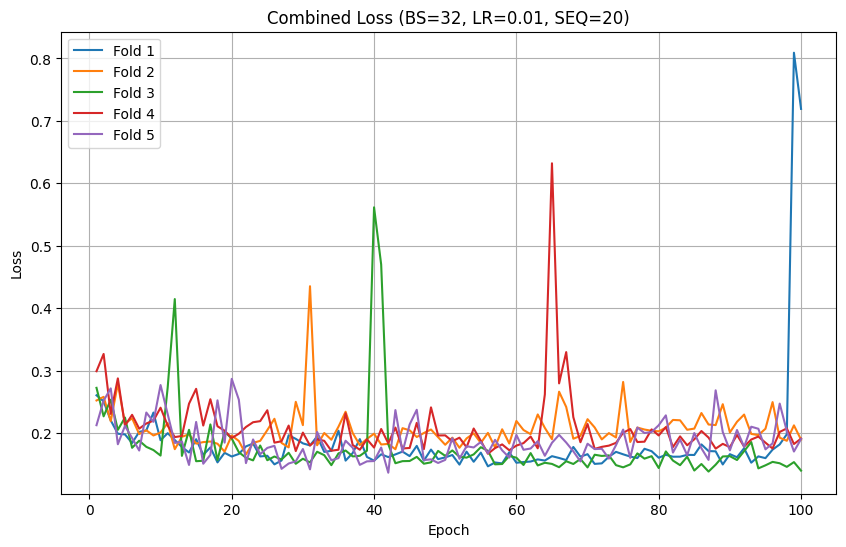 Combined Loss (BS=32, LR=0.01, SEQ=20)
Fold 1
Fold 2
Fold 3
Fold 4
Fold 5
0.8
0.7
0.6
0.5
0.4
0.3
0.2
Loss
0 20 40 60 80 100
Epoch